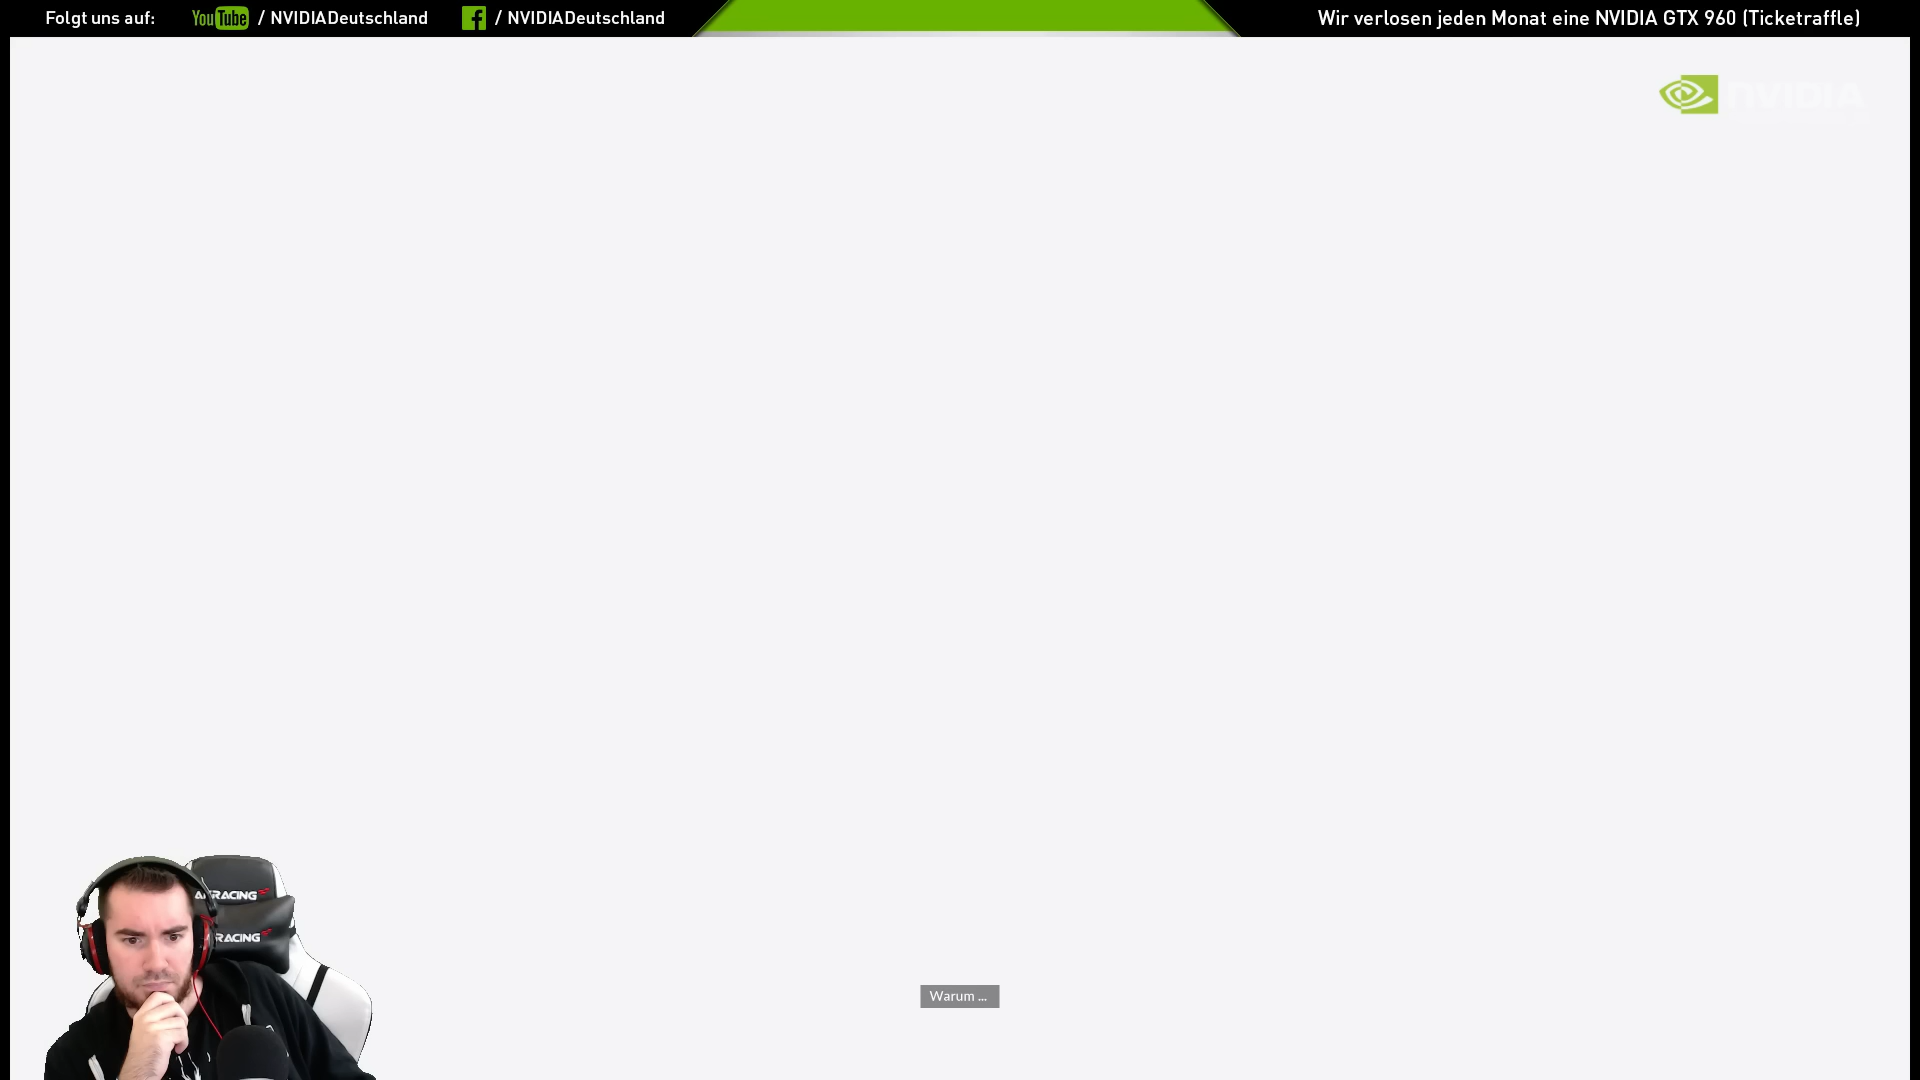 Folgt uns auf: YouTube / NVIDIADeutschland / NVIDIADeutschland Wir verlosen jeden Monat eine NVIDIA GTX 960 (Ticketraffle)
NVIDIA
RACING
RACING
Warum ...